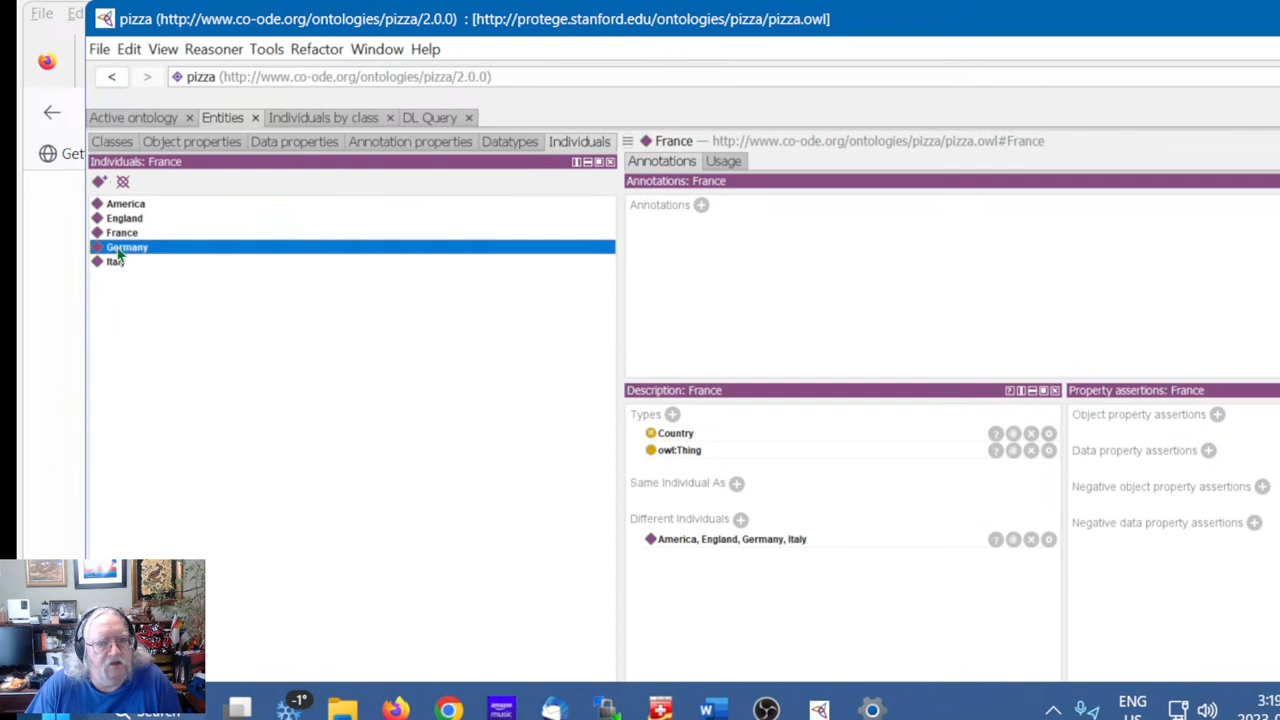 File Ed
pizza (http://www.co-ode.org/ontologies/pizza/2.0.0) : [http://protege.stanford.edu/ontologies/pizza/pizza.owl]
File Edit View Reasoner Tools Refactor Window Help
< > pizza (http://www.co-ode.org/ontologies/pizza/2.0.0)
Active ontology × Entities × Individuals by class × DL Query ×
Classes Object properties Data properties Annotation properties Datatypes Individuals
France — http://www.co-ode.org/ontologies/pizza/pizza.owl#France
Get
Individuals: France
Annotations Usage
Annotations: France
Annotations
America
England
France
Germany
Italy
Description: France
Types
Country
owl:Thing
Same Individual As
Different Individuals
America, England, Germany, Italy
Property assertions: France
Object property assertions
Data property assertions
Negative object property assertions
Negative data property assertions
Search
-1°
amazon music
ENG
US
3:19